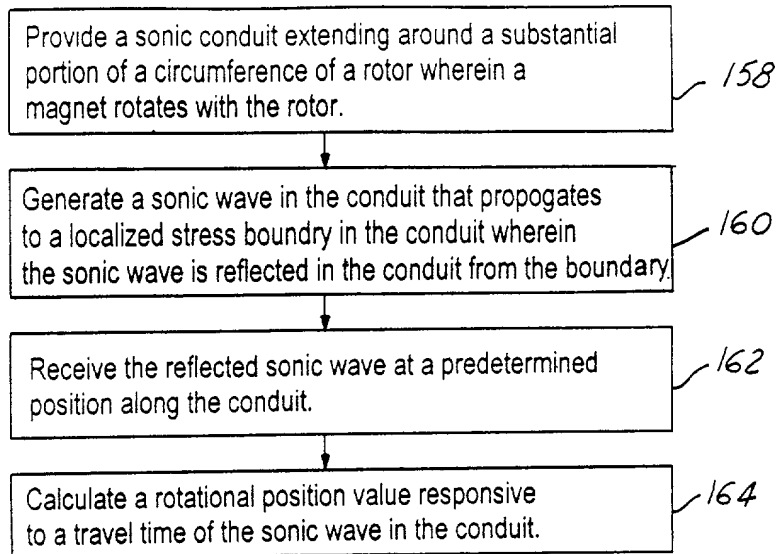 Provide a sonic conduit extending around a substantial
portion of a circumference of a rotor wherein a
magnet rotates with the rotor.
158
Generate a sonic wave in the conduit that propogates
to a localized stress boundry in the conduit wherein
the sonic wave is reflected in the conduit from the boundary.
160
Receive the reflected sonic wave at a predetermined
position along the conduit.
162
Calculate a rotational position value responsive
to a travel time of the sonic wave in the conduit.
164